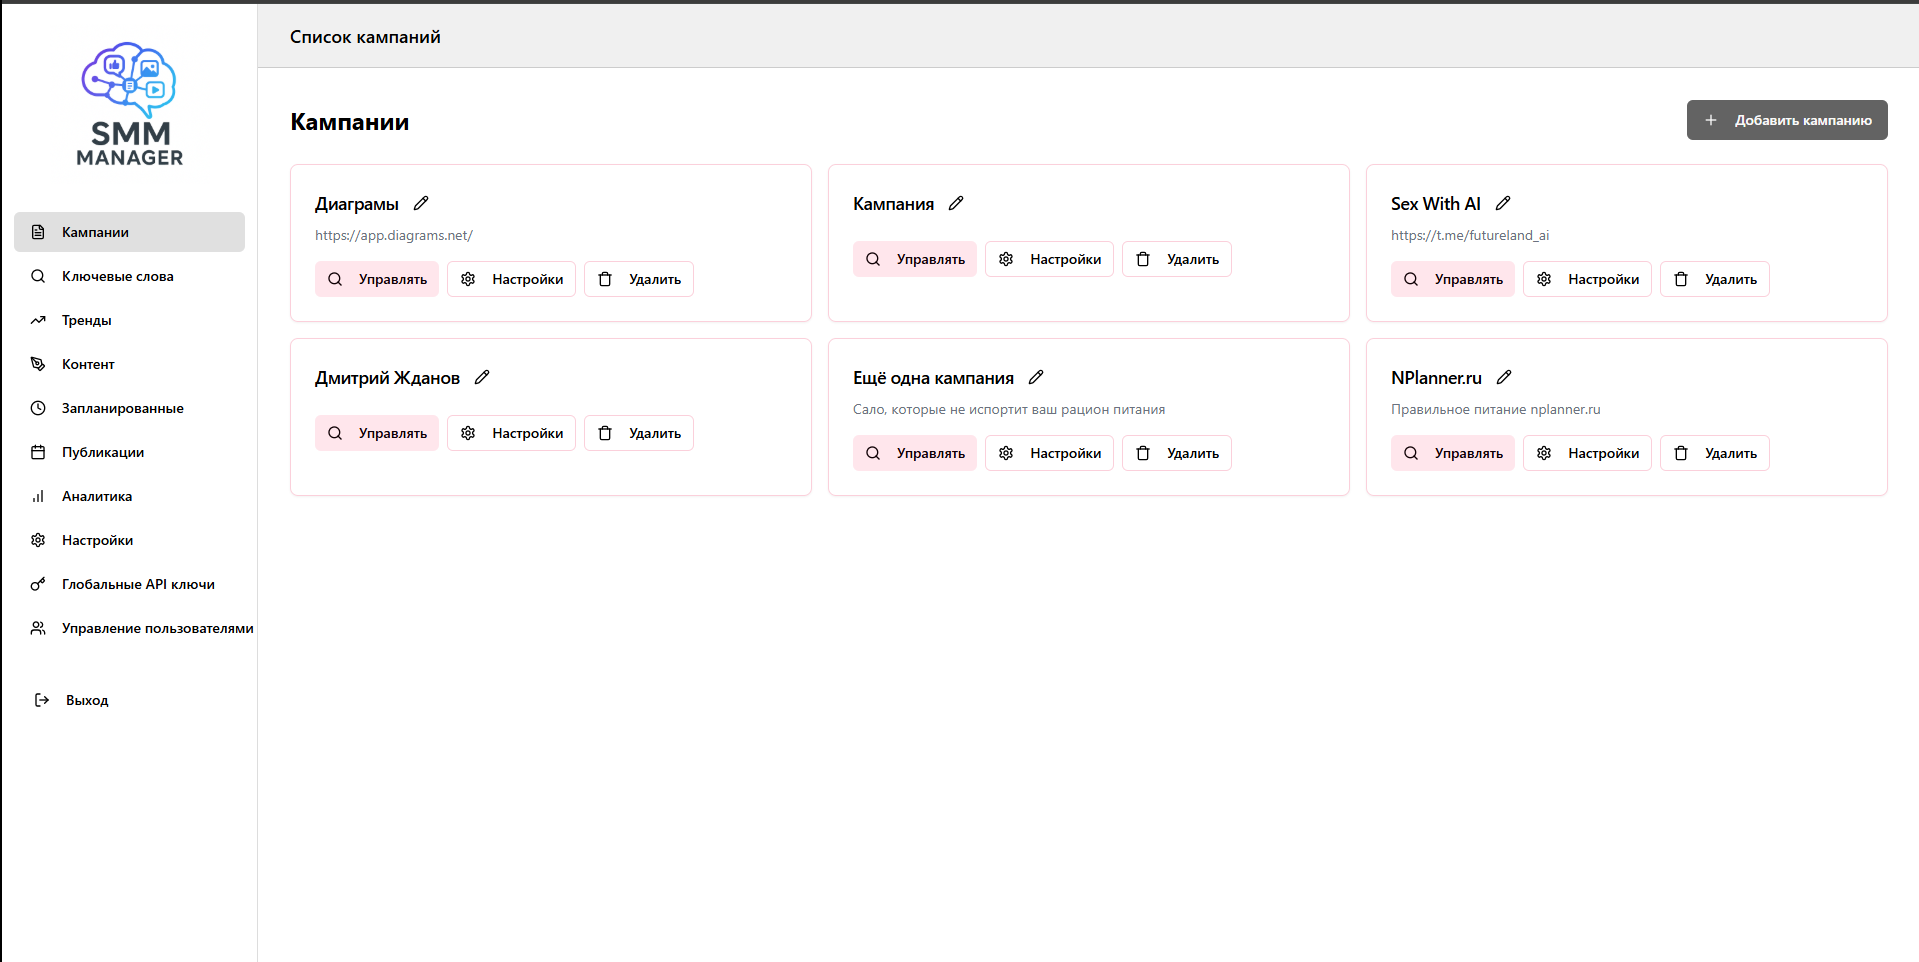 SMM
MANAGER
Кампании
Ключевые слова
Тренды
Контент
Запланированные
Публикации
Аналитика
Настройки
Глобальные API ключи
Управление пользователями
Выход
Список кампаний
Кампании
Добавить кампанию
Диаграмы
https://app.diagrams.net/
Управлять Настройки Удалить
Кампания
Управлять Настройки Удалить
Sex With AI
https://t.me/futureland_ai
Управлять Настройки Удалить
Дмитрий Жданов
Управлять Настройки Удалить
Ещё одна кампания
Сало, которые не испортит ваш рацион питания
Управлять Настройки Удалить
NPlanner.ru
Правильное питание nplanner.ru
Управлять Настройки Удалить